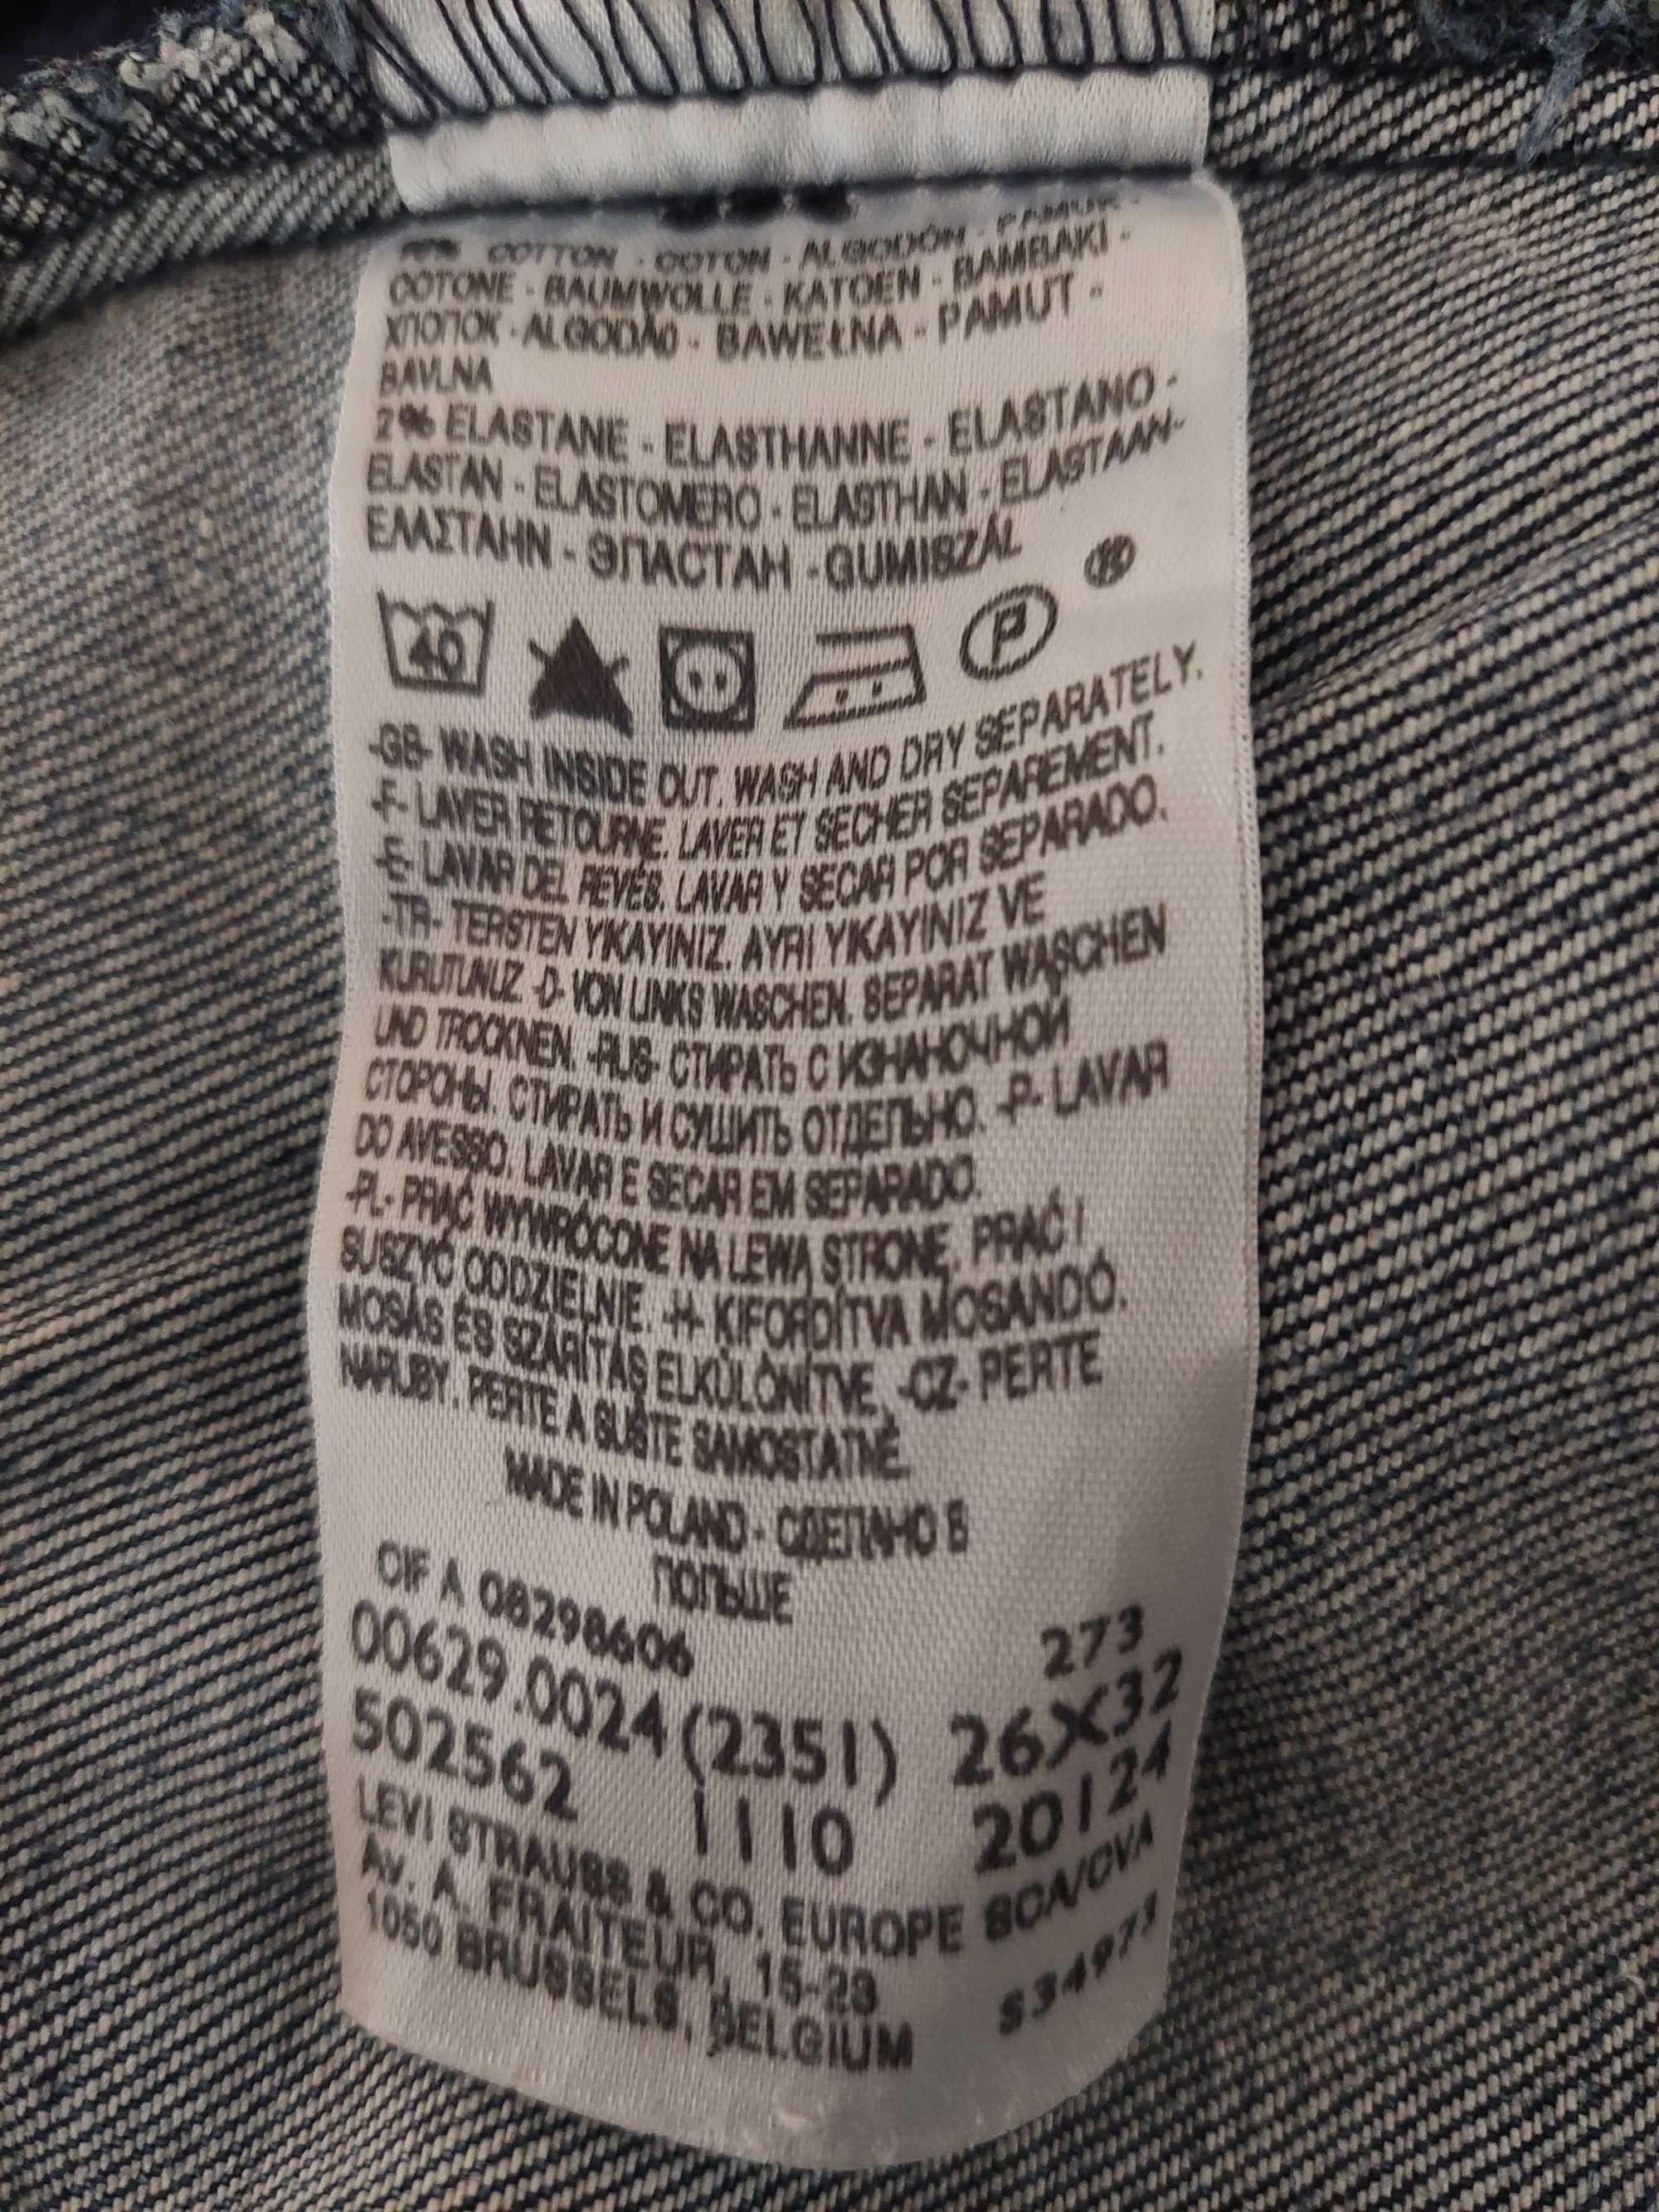 COTTON - COTON - ALGODÓN - PAMUK -
COTONE - BAUMWOLLE - KATOEN - BAMBAKI -
ХЛОПОК - ALGODÃO - BAWEŁNA - PAMUT -
BAVLNA
2% ELASTANE - ELASTHANNE - ELASTANO -
ELASTAN - ELASTOMERO - ELASTHAN - ELASTAAN-
ΕΛΑΣΤΑΗΝ - ЭЛАСТАН - GUMISZÁL
40 P ®
-GB- WASH INSIDE OUT. WASH AND DRY SEPARATELY.
-F- LAVER RETOURNE. LAVER ET SECHER SEPAREMENT.
-E- LAVAR DEL REVÉS. LAVAR Y SECAR POR SEPARADO.
-TR- TERSTEN YIKAYINIZ. AYRI YIKAYINIZ VE
KURUTUNUZ -D- VON LINKS WASCHEN. SEPARAT WASCHEN
UND TROCKNEN. -RUS- СТИРАТЬ С ИЗНАНОЧНОЙ
СТОРОНЫ. СТИРАТЬ И СУШИТЬ ОТДЕЛЬНО. -P- LAVAR
DO AVESSO. LAVAR E SECAR EM SEPARADO.
-PL- PRAĆ WYWRÓCONE NA LEWĄ STRONĘ. PRAĆ I
SUSZYĆ ODDZIELNIE. -H- KIFORDÍTVA MOSANDÓ.
MOSÁS ÉS SZÁRÍTÁS ELKÜLÖNÍTVE. -CZ- PERTE
NARUBY. PERTE A SUŠTE SAMOSTATNĚ.
MADE IN POLAND - СДЕЛАНО В
ПОЛЬШЕ
CIF A 08298606 273
00629.0024 (2351) 26X32
502562 1110 20124
LEVI STRAUSS & CO. EUROPE SCA/CVA
AV. A. FRAITEUR, 15-23
1050 BRUSSELS, BELGIUM S34973